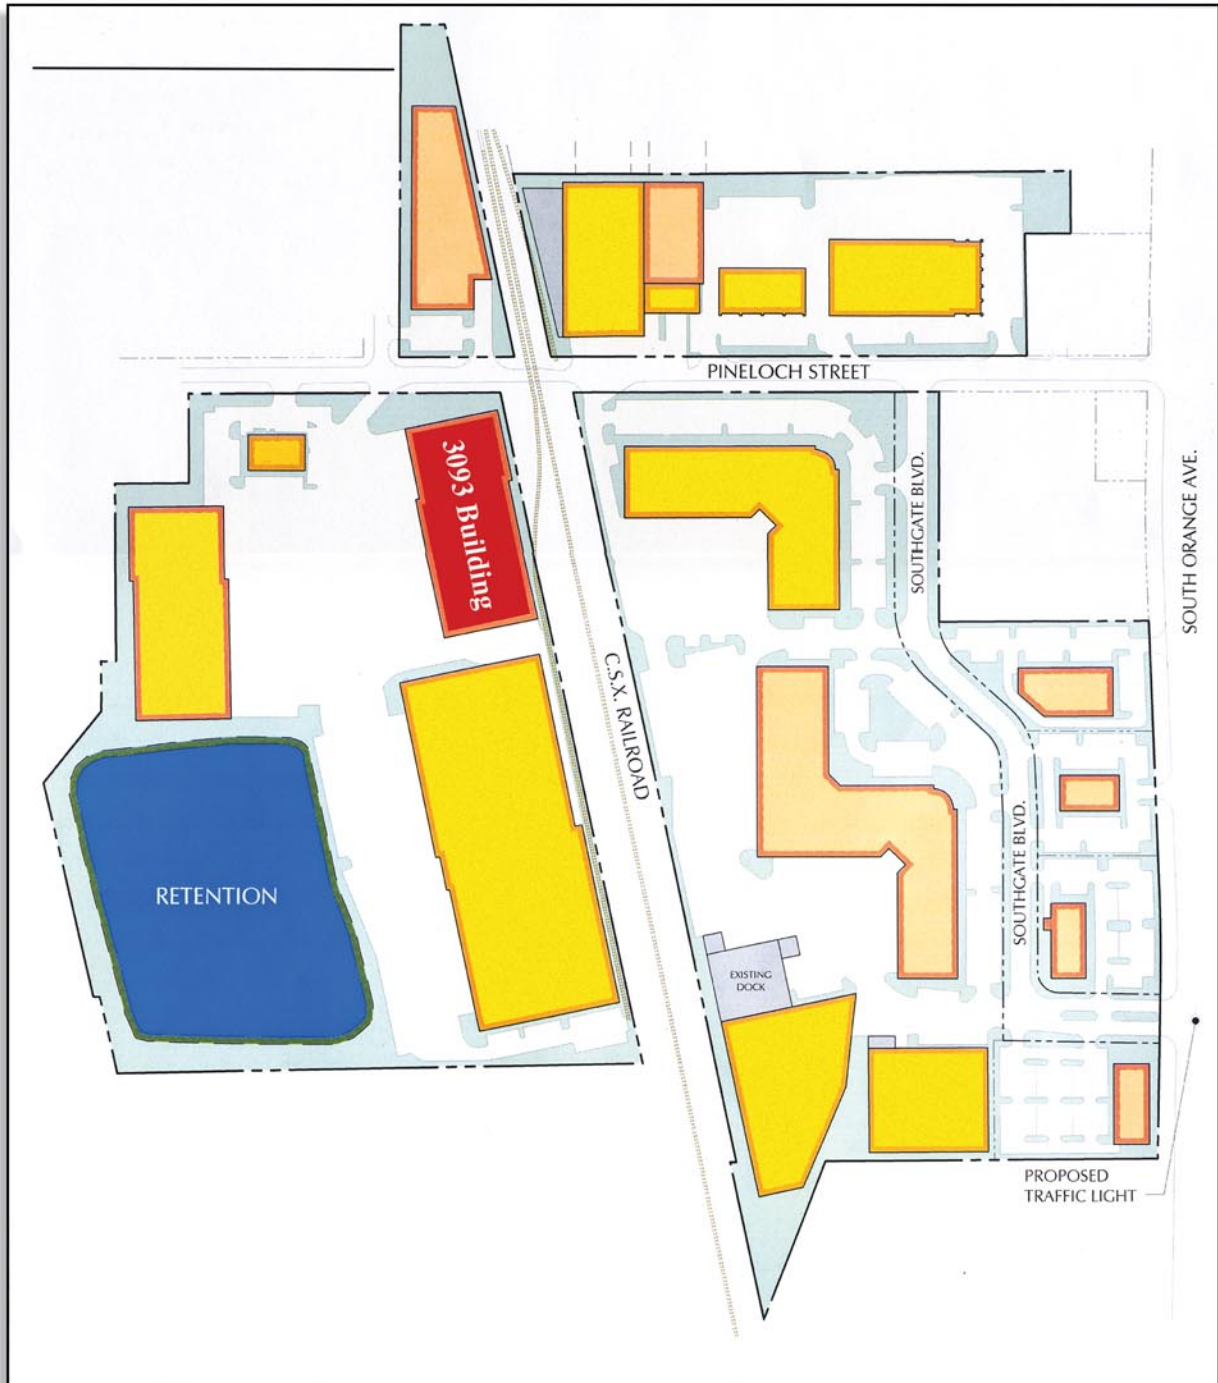 PINELOCH STREET
3093 Building
SOUTHGATE BLVD.
SOUTH ORANGE AVE.
C.S.X. RAILROAD
SOUTHGATE BLVD.
RETENTION
EXISTING
DOCK
PROPOSED
TRAFFIC LIGHT